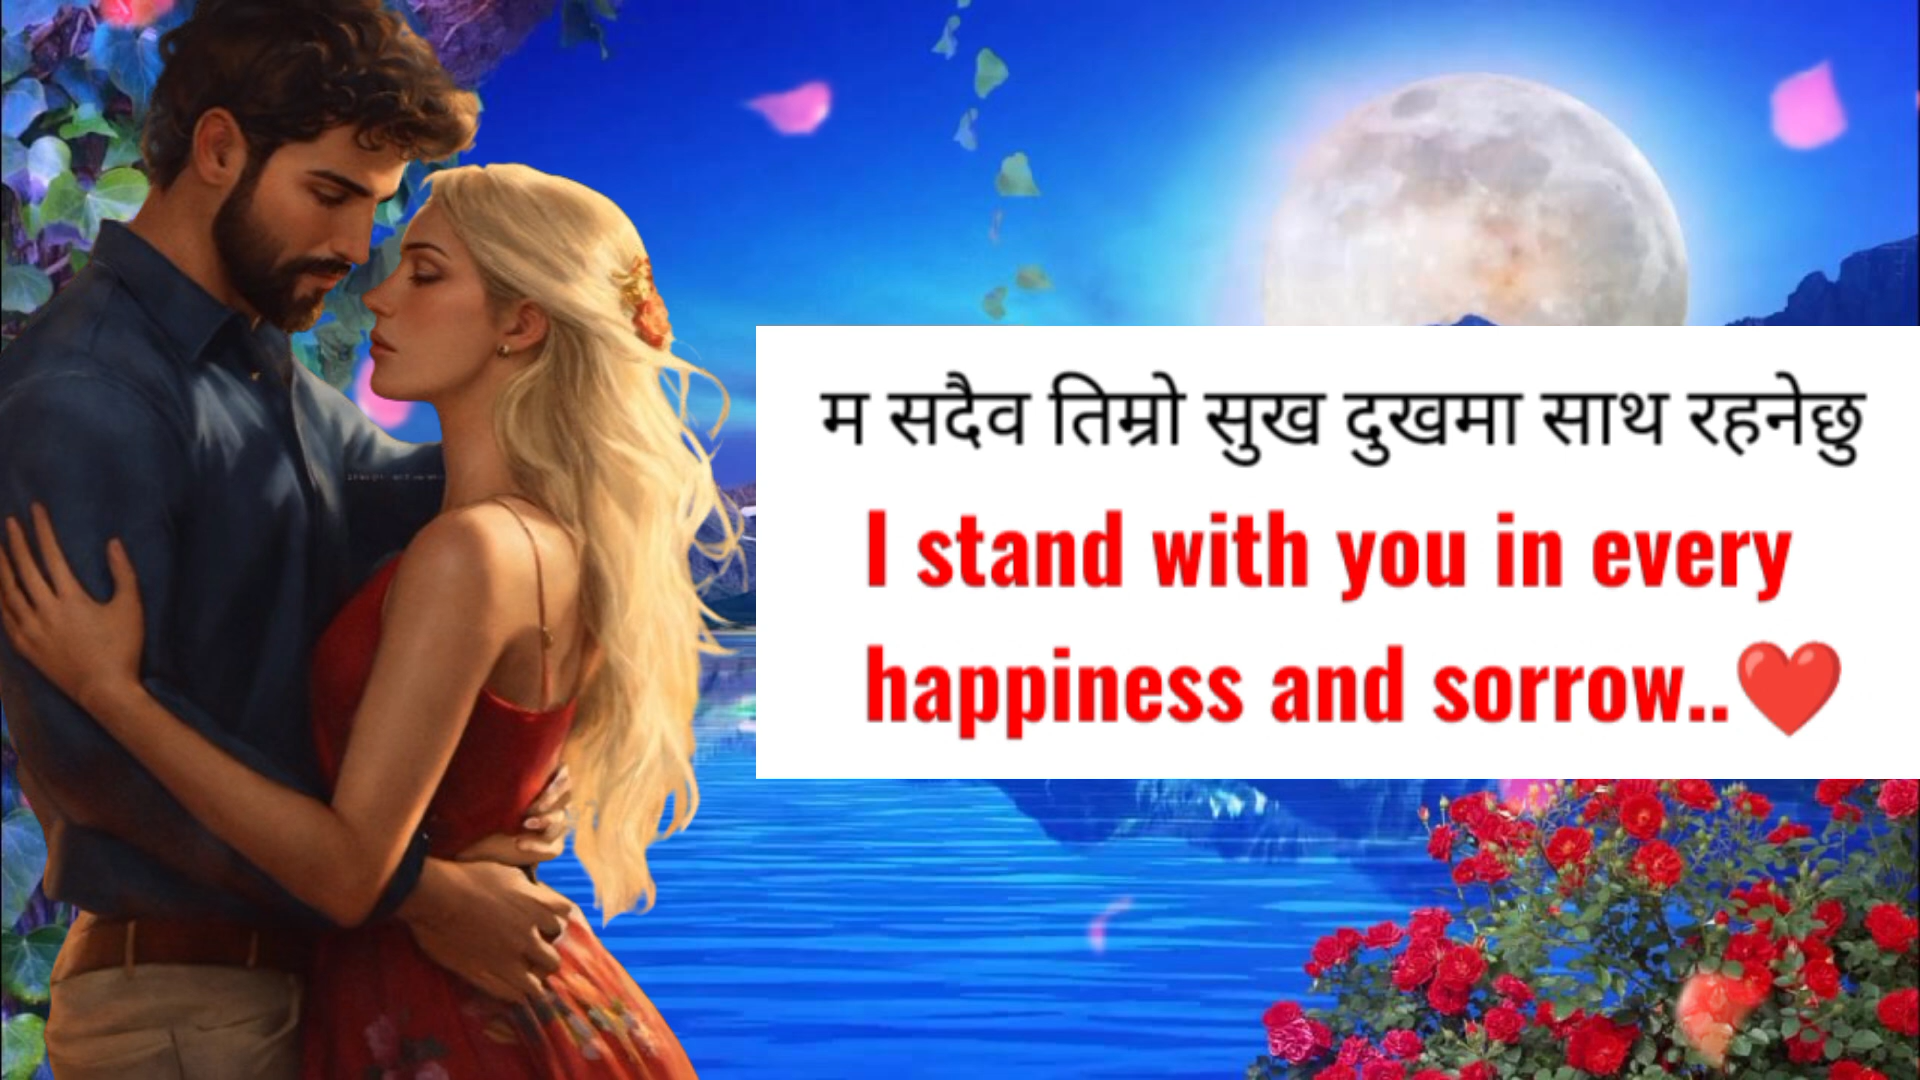 म सदैव तिम्रो सुख दुखमा साथ रहनेछु
I stand with you in every
happiness and sorrow..❤️